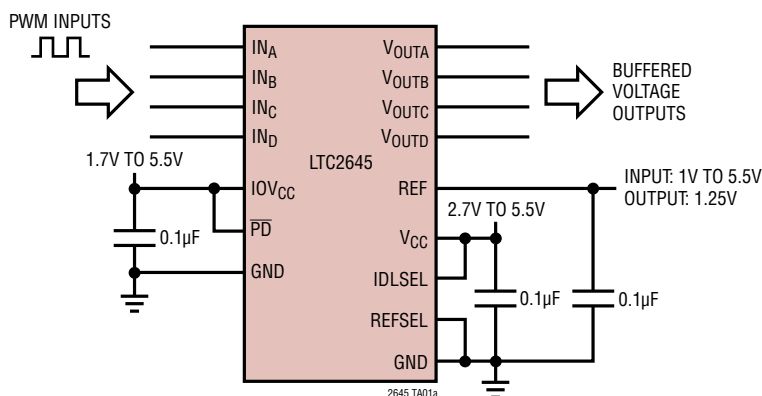 PWM INPUTS
IN_A
IN_B
IN_C
IN_D
V_OUTA
V_OUTB
V_OUTC
V_OUTD
BUFFERED
VOLTAGE
OUTPUTS
LTC2645
1.7V TO 5.5V
IOV_CC
PD
GND
0.1µF
REF
INPUT: 1V TO 5.5V
OUTPUT: 1.25V
2.7V TO 5.5V
V_CC
IDLSEL
REFSEL
GND
0.1µF
0.1µF
2645 TA01a